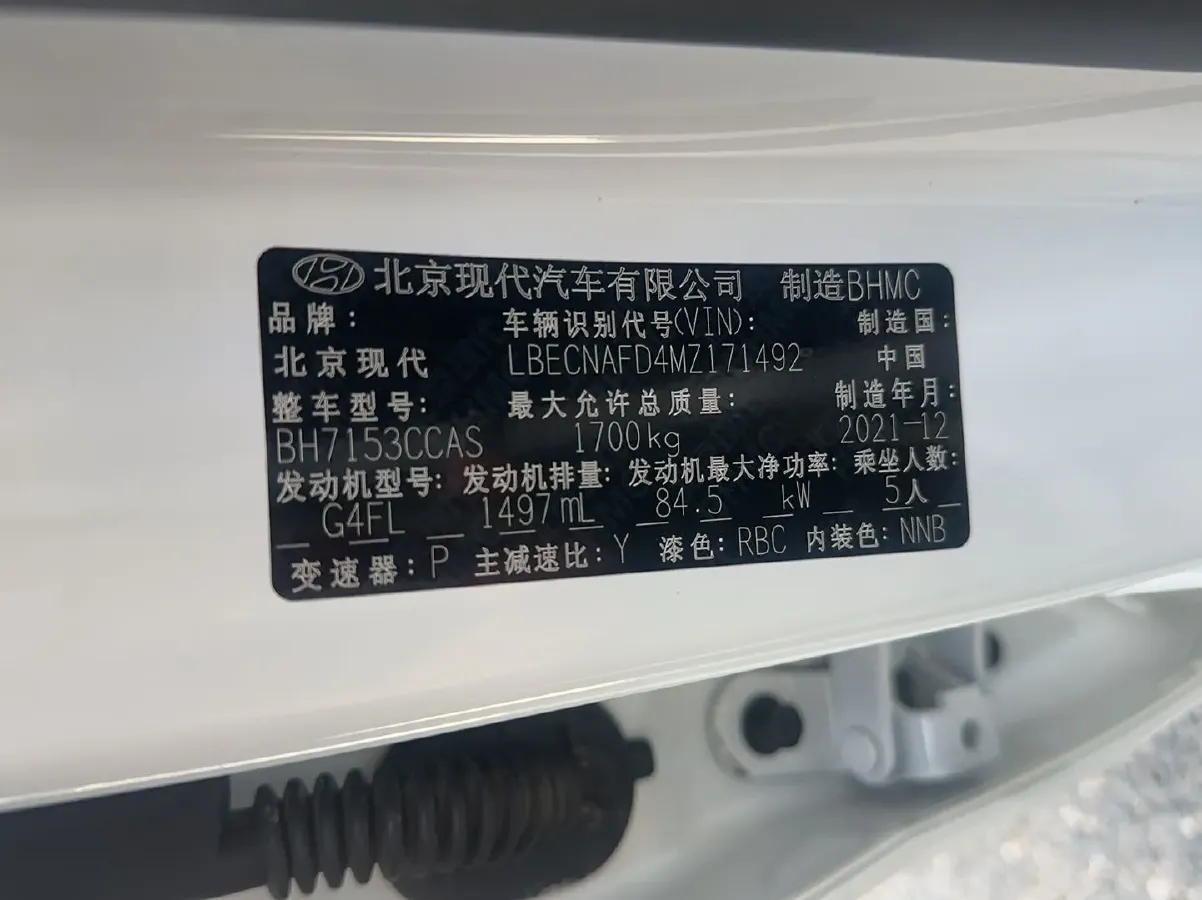 北京现代汽车有限公司 制造BHMC
品牌： 车辆识别代号(VIN)： 制造国：
北京现代 LBECNAFD4MZ171492 中国
整车型号： 最大允许总质量： 制造年月：
BH7153CCAS 1700kg 2021-12
发动机型号： 发动机排量： 发动机最大净功率： 乘坐人数：
G4FL 1497mL 84.5 kW 5人
变速器：P 主减速比：Y 漆色：RBC 内装色：NNB